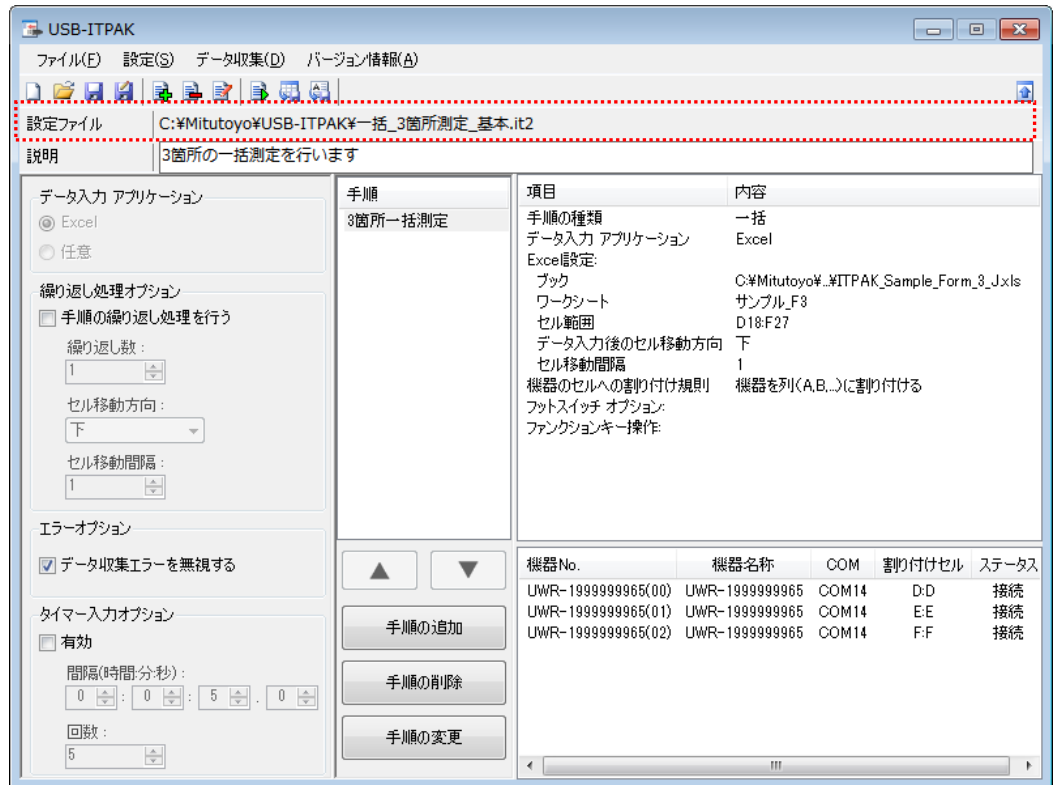 USB-ITPAK
ファイル(F) 設定(S) データ収集(D) バージョン情報(A)
設定ファイル C:¥Mitutoyo¥USB-ITPAK¥一括_3箇所測定_基本.it2
説明 3箇所の一括測定を行います
データ入力 アプリケーション
Excel
任意
繰り返し処理オプション
手順の繰り返し処理を行う
繰り返し数 :
1
セル移動方向 :
下
セル移動間隔 :
1
エラーオプション
データ収集エラーを無視する
タイマー入力オプション
有効
間隔(時間:分:秒) :
0 : 0 : 5 . 0
回数 :
5
手順
3箇所一括測定
手順の追加
手順の削除
手順の変更
項目 内容
手順の種類 一括
データ入力 アプリケーション Excel
Excel設定:
ブック C:¥Mitutoyo¥..¥ITPAK_Sample_Form_3_J.xls
ワークシート サンプル_F3
セル範囲 D18:F27
データ入力後のセル移動方向 下
セル移動間隔 1
機器のセルへの割り付け規則 機器を列(A,B,...)に割り付ける
フットスイッチ オプション:
ファンクションキー操作:
機器No. 機器名称 COM 割り付けセル ステータス
UWR-1999999965(00) UWR-1999999965 COM14 D:D 接続
UWR-1999999965(01) UWR-1999999965 COM14 E:E 接続
UWR-1999999965(02) UWR-1999999965 COM14 F:F 接続